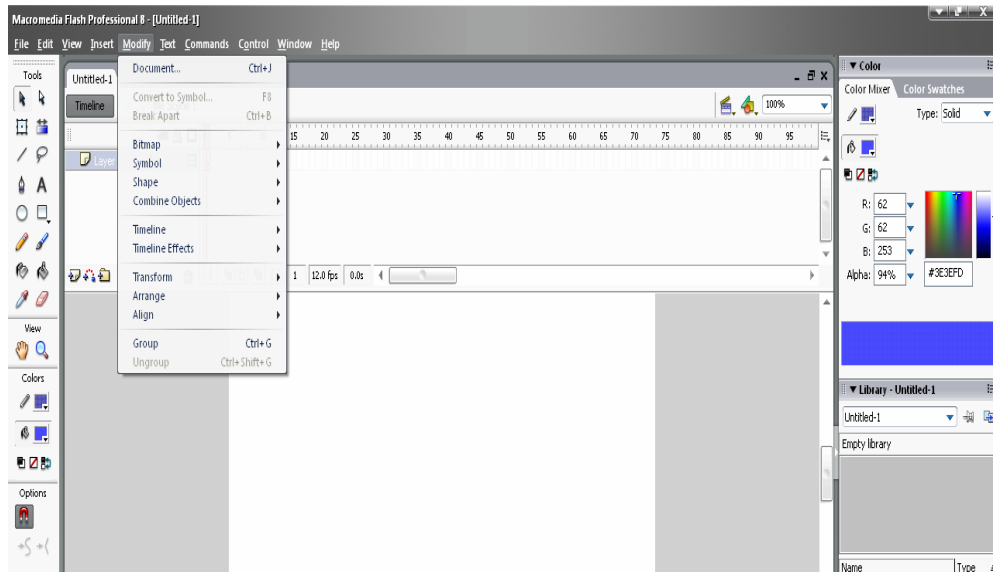 Macromedia Flash Professional 8 - [Untitled-1]
File Edit View Insert Modify Text Commands Control Window Help
Tools
View
Colors
Options
Untitled-1
Timeline
100%
Layer
15 20 25 30 35 40 45 50 55 60 65 70 75 80 85 90 95
1 12.0 fps 0.0s
Document... Ctrl+J
Convert to Symbol... F8
Break Apart Ctrl+B
Bitmap
Symbol
Shape
Combine Objects
Timeline
Timeline Effects
Transform
Arrange
Align
Group Ctrl+G
Ungroup Ctrl+Shift+G
Color
Color Mixer Color Swatches
Type: Solid
R: 62
G: 62
B: 253
Alpha: 94% #3E3EFD
Library - Untitled-1
Untitled-1
Empty library
Name Type